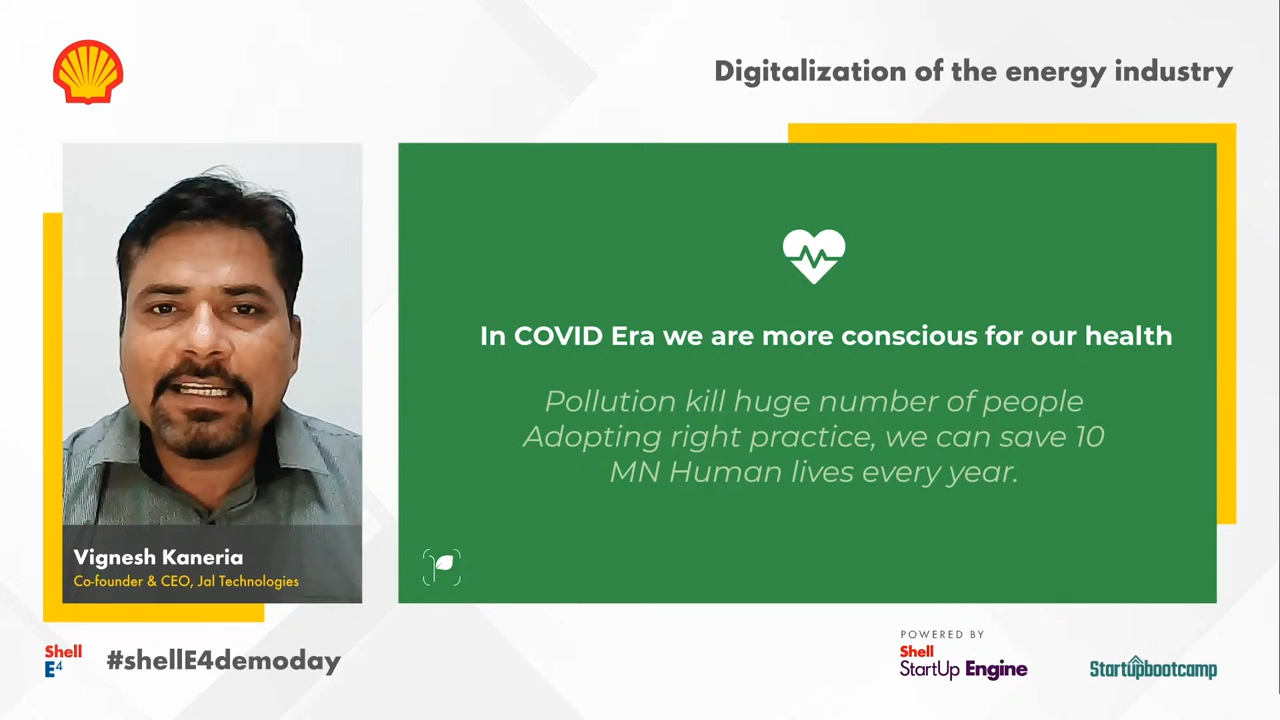 Digitalization of the energy industry
In COVID Era we are more conscious for our health
Pollution kill huge number of people
Adopting right practice, we can save 10
MN Human lives every year.
Vignesh Kaneria
Co-founder & CEO, Jal Technologies
Shell
E4
#shellE4demoday
POWERED BY
Shell
StartUp Engine
Startupbootcamp